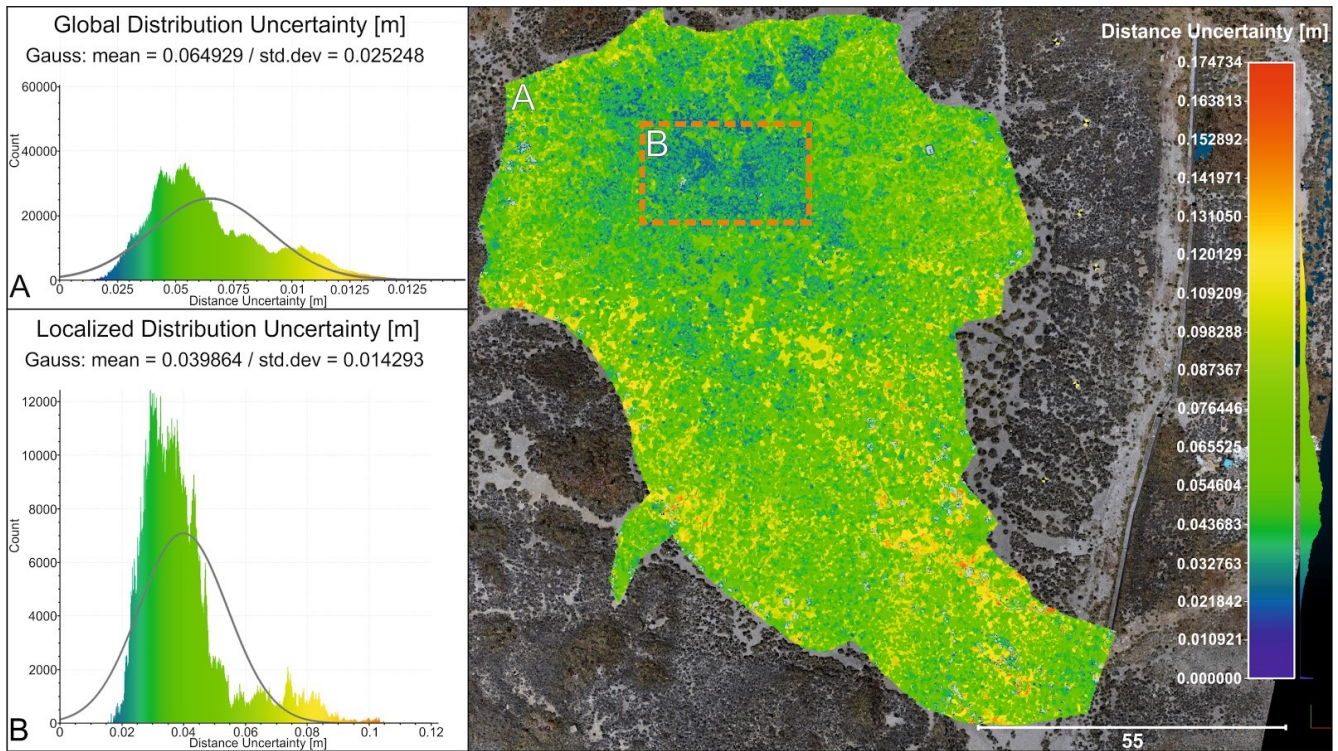 Global Distribution Uncertainty [m]
Gauss: mean = 0.064929 / std.dev = 0.025248
60000
40000
20000
0
Count
0 0.025 0.05 0.075 0.01 0.0125 0.0125
Distance Uncertainty [m]
A
Localized Distribution Uncertainty [m]
Gauss: mean = 0.039864 / std.dev = 0.014293
12000
10000
8000
6000
4000
2000
0
Count
0 0.02 0.04 0.06 0.08 0.1 0.12
Distance Uncertainty [m]
B
A
B
Distance Uncertainty [m]
0.174734
0.163813
0.152892
0.141971
0.131050
0.120129
0.109209
0.098288
0.087367
0.076446
0.065525
0.054604
0.043683
0.032763
0.021842
0.010921
0.000000
55